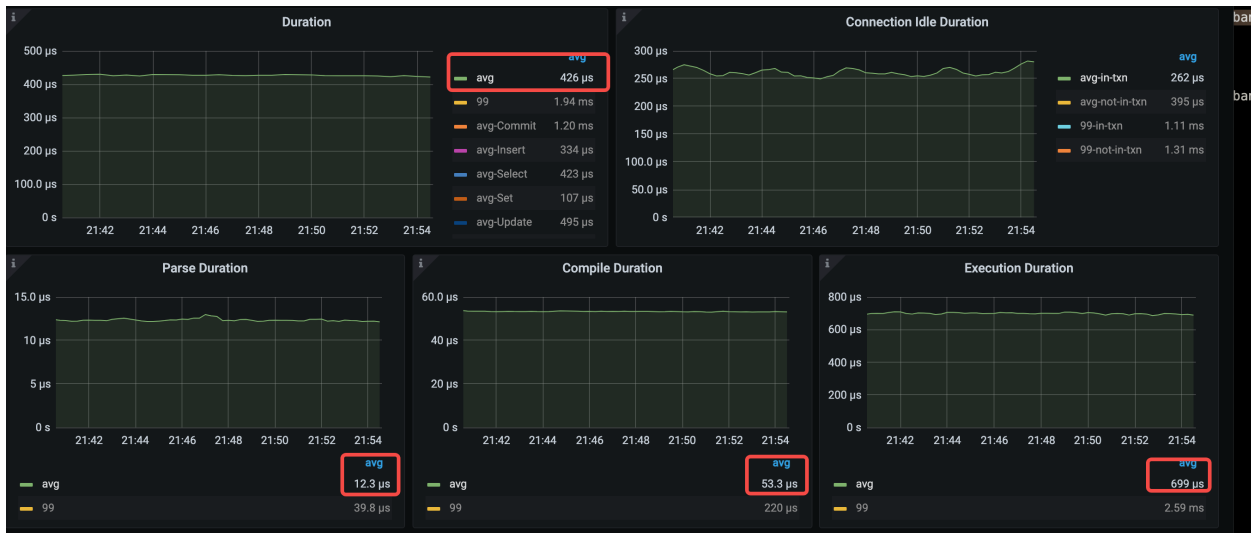 Duration
500 µs
400 µs
300 µs
200 µs
100.0 µs
0 s
21:42 21:44 21:46 21:48 21:50 21:52 21:54
avg
avg 426 µs
99 1.94 ms
avg-Commit 1.20 ms
avg-Insert 334 µs
avg-Select 423 µs
avg-Set 107 µs
avg-Update 495 µs
Connection Idle Duration
300 µs
250 µs
200 µs
150 µs
100.0 µs
50.0 µs
0 s
21:42 21:44 21:46 21:48 21:50 21:52 21:54
avg
avg-in-txn 262 µs
avg-not-in-txn 395 µs
99-in-txn 1.11 ms
99-not-in-txn 1.31 ms
bar
bar
Parse Duration
15.0 µs
10 µs
5 µs
0 s
21:42 21:44 21:46 21:48 21:50 21:52 21:54
avg
avg 12.3 µs
99 39.8 µs
Compile Duration
60.0 µs
40 µs
20 µs
0 s
21:42 21:44 21:46 21:48 21:50 21:52 21:54
avg
avg 53.3 µs
99 220 µs
Execution Duration
800 µs
600 µs
400 µs
200 µs
0 s
21:42 21:44 21:46 21:48 21:50 21:52 21:54
avg
avg 699 µs
99 2.59 ms